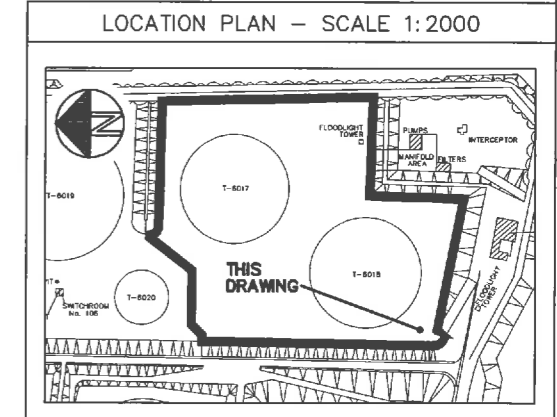 LOCATION PLAN – SCALE 1:2000
N
FLOODLIGHT
TOWER
PUMPS
INTERCEPTOR
MANIFOLD
AREA
FILTERS
T-6019
T-6017
T-6018
THIS
DRAWING
T-6020
SWITCHROOM
No. 106
FLOODLIGHT
TOWER